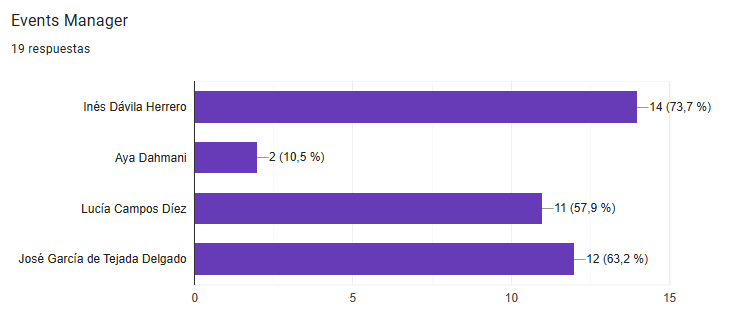 Events Manager
19 respuestas
Inés Dávila Herrero
14 (73,7 %)
Aya Dahmani
2 (10,5 %)
Lucía Campos Díez
11 (57,9 %)
José García de Tejada Delgado
12 (63,2 %)
0
5
10
15